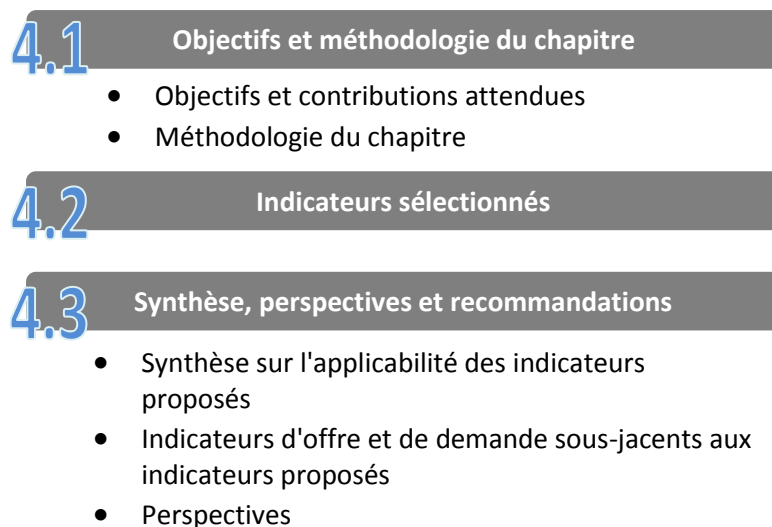 4.1 Objectifs et méthodologie du chapitre
• Objectifs et contributions attendues
• Méthodologie du chapitre
4.2 Indicateurs sélectionnés
4.3 Synthèse, perspectives et recommandations
• Synthèse sur l'applicabilité des indicateurs
proposés
• Indicateurs d'offre et de demande sous-jacents aux
indicateurs proposés
• Perspectives